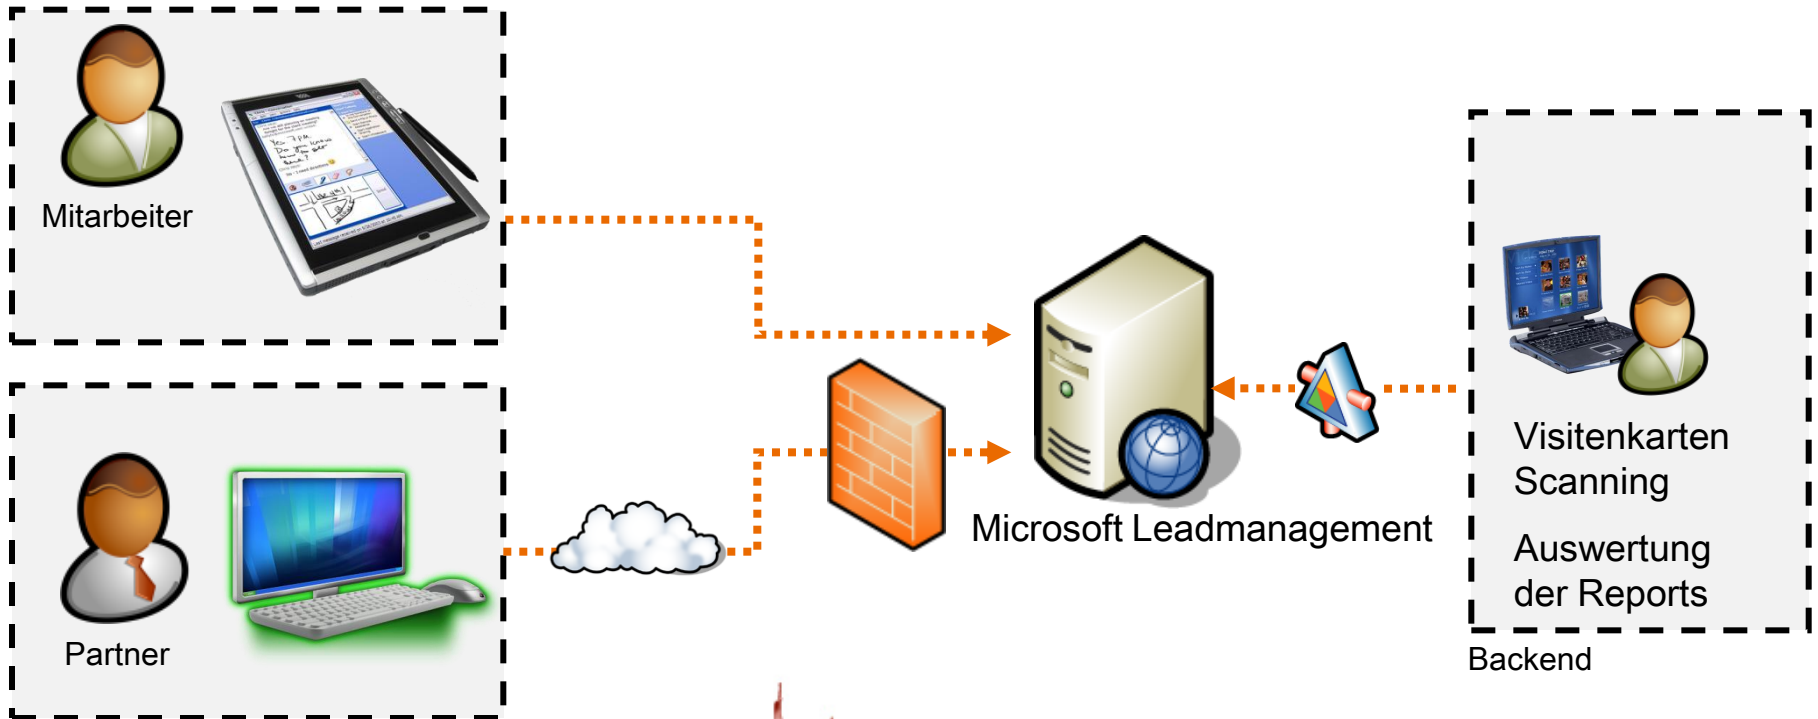 Mitarbeiter
Partner
Microsoft Leadmanagement
Visitenkarten
Scanning
Auswertung
der Reports
Backend